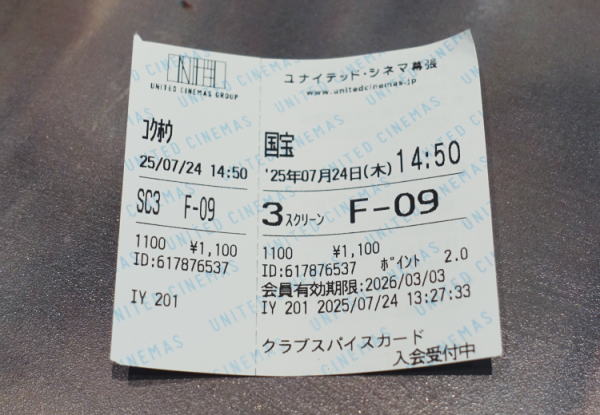 UNITED
UNITED CINEMAS GROUP
コクホウ
25/07/24 14:50
SC3 F-09
1100 ¥1,100
ID:617876537
IY 201
ユナイテッド・シネマ幕張
www.unitedcinemas.jp
国宝
'25年07月24日(木)14:50
3スクリーン F-09
1100 ¥1,100
ID:617876537 ポイント 2.0
会員有効期限:2026/03/03
IY 201 2025/07/24 13:27:33
クラブスパイスカード
入会受付中
UNITED CINEMAS